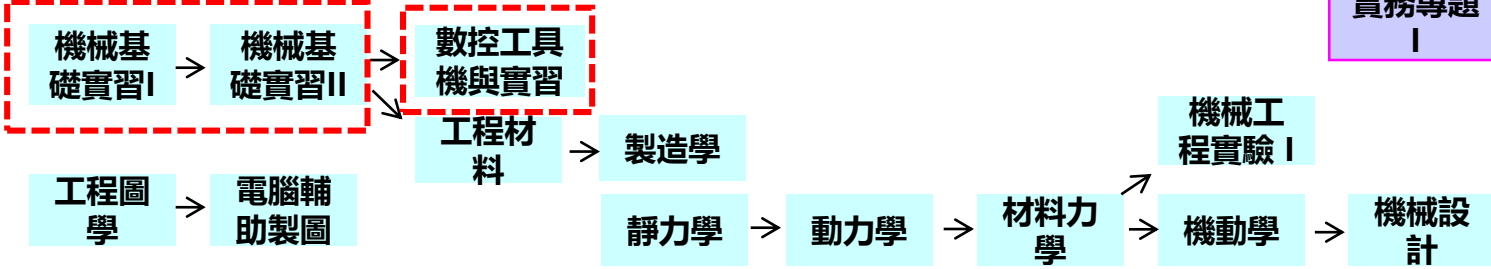 實務專題
I
機械基
礎實習I
機械基
礎實習II
數控工具
機與實習
工程材
料
製造學
機械工
程實驗 I
工程圖
學
電腦輔
助製圖
靜力學
動力學
材料力
學
機動學
機械設
計